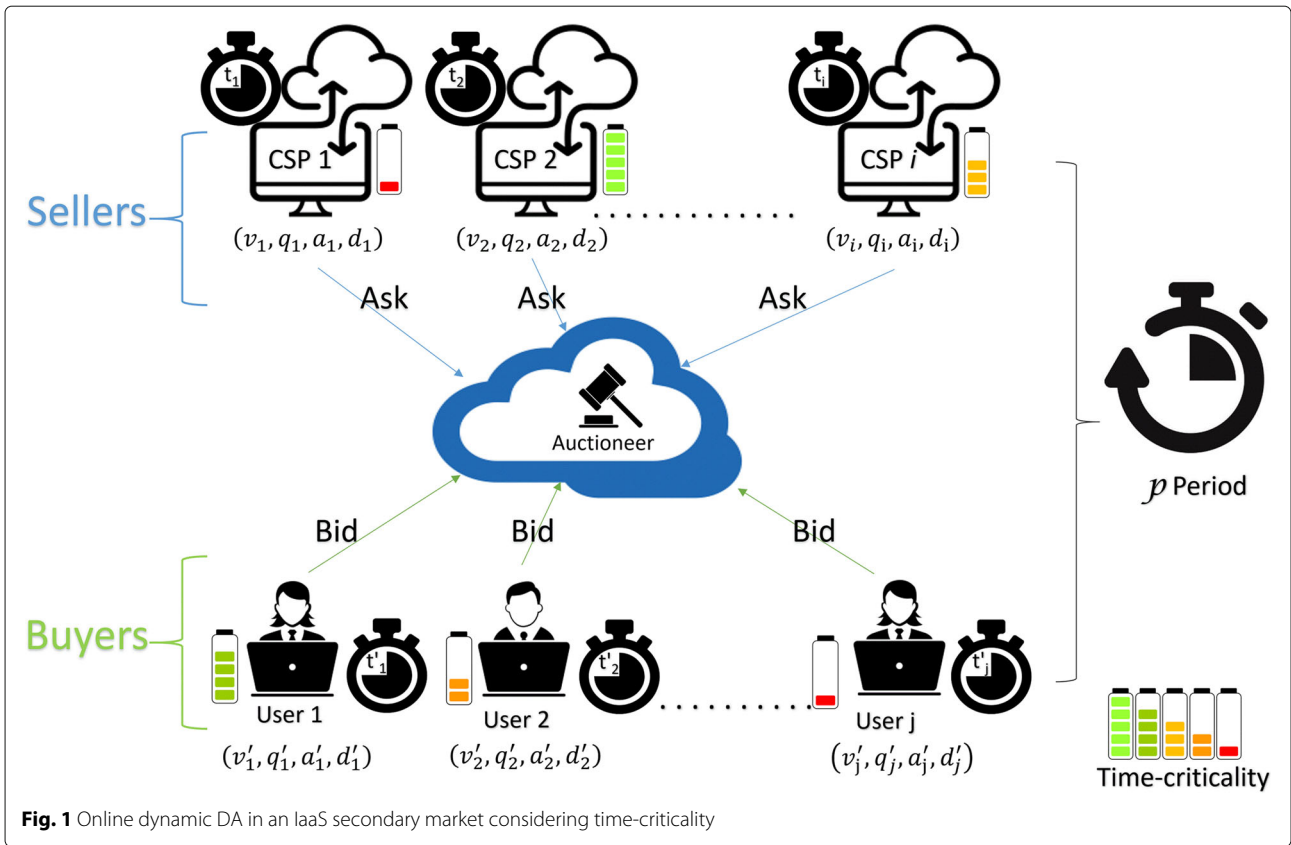 t₁ t₂ tᵢ
CSP 1 CSP 2 CSP i
Sellers
(v₁, q₁, a₁, d₁) (v₂, q₂, a₂, d₂) (vᵢ, qᵢ, aᵢ, dᵢ)
Ask Ask Ask
Auctioneer
p Period
Bid Bid Bid
Buyers
t'₁ t'₂ t'ⱼ
User 1 User 2 User j
(v′₁, q′₁, a′₁, d′₁) (v′₂, q′₂, a′₂, d′₂) (v′ⱼ, q′ⱼ, a′ⱼ, d′ⱼ)
Time-criticality
Fig. 1 Online dynamic DA in an IaaS secondary market considering time-criticality